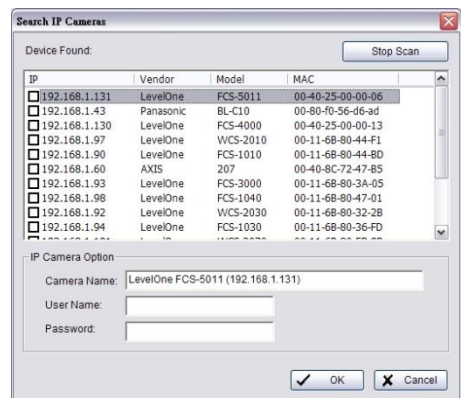 Search IP Cameras
Device Found: Stop Scan
IP Vendor Model MAC
192.168.1.131 LevelOne FCS-5011 00-40-25-00-00-06
192.168.1.43 Panasonic BL-C10 00-80-f0-56-d6-ad
192.168.1.130 LevelOne FCS-4000 00-40-25-00-00-13
192.168.1.97 LevelOne WCS-2010 00-11-6B-80-44-F1
192.168.1.90 LevelOne FCS-1010 00-11-6B-80-44-BD
192.168.1.60 AXIS 207 00-40-8C-72-47-B5
192.168.1.93 LevelOne FCS-3000 00-11-6B-80-3A-05
192.168.1.98 LevelOne FCS-1040 00-11-6B-80-47-01
192.168.1.92 LevelOne WCS-2030 00-11-6B-80-32-2B
192.168.1.94 LevelOne FCS-1030 00-11-6B-80-36-FD
IP Camera Option
Camera Name: LevelOne FCS-5011 (192.168.1.131)
User Name:
Password:
OK Cancel